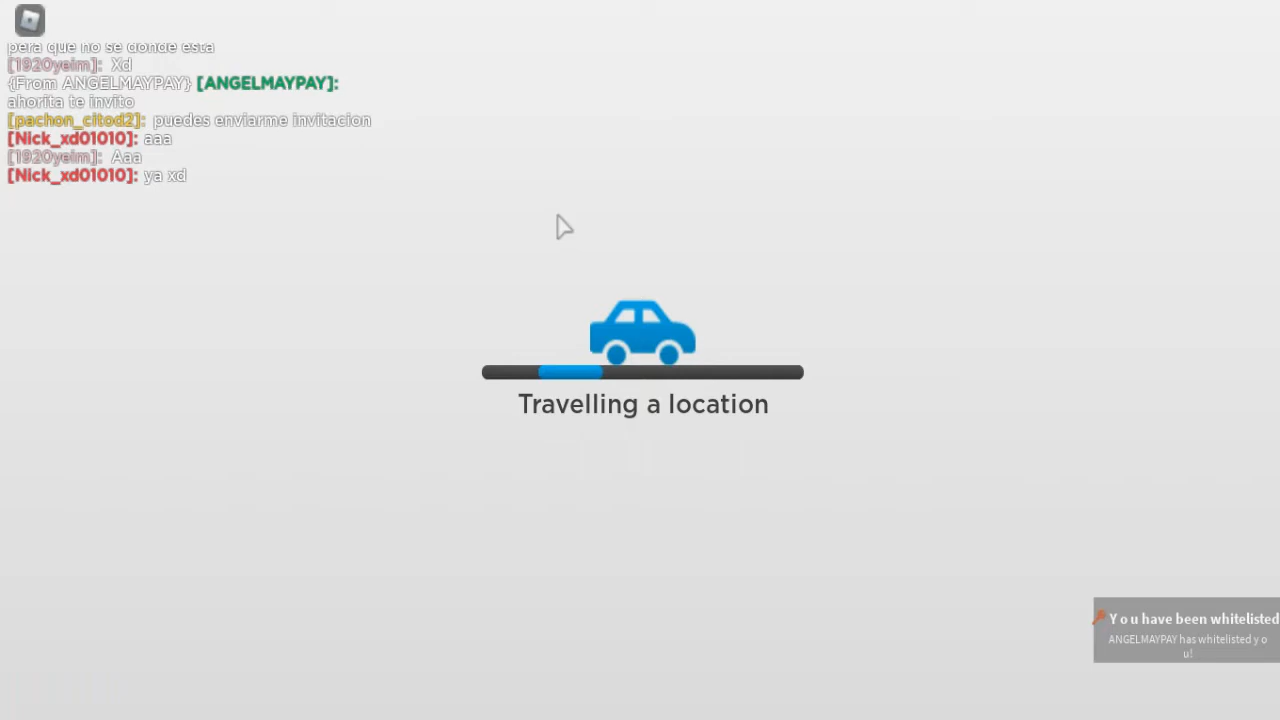 pera que no se donde esta
[1920yeim]: Xd
{From ANGELMAYPAY} [ANGELMAYPAY]:
ahorita te invito
[pachon_citod2]: puedes enviarme invitacion
[Nick_xd01010]: aaa
[1920yeim]: Aaa
[Nick_xd01010]: ya xd
Travelling a location
Y o u have been whitelisted
ANGELMAYPAY has whitelisted y o
u!